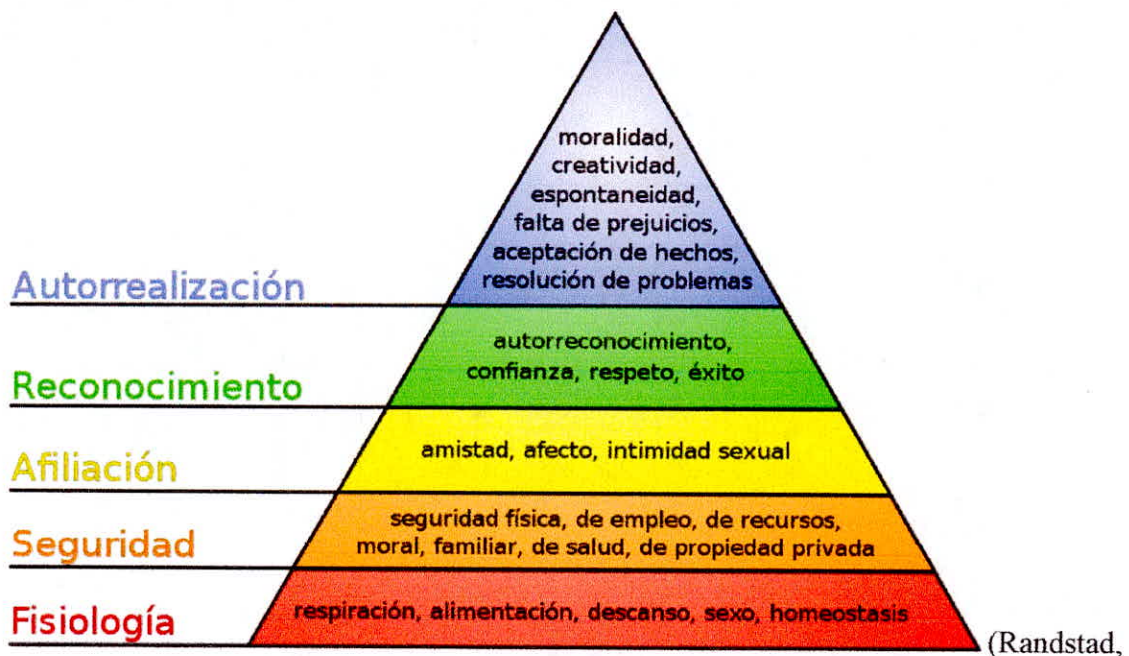 moralidad,
creatividad,
espontaneidad,
falta de prejuicios,
aceptación de hechos,
resolución de problemas
Autorrealización
autorreconocimiento,
confianza, respeto, éxito
Reconocimiento
amistad, afecto, intimidad sexual
Afiliación
seguridad física, de empleo, de recursos,
moral, familiar, de salud, de propiedad privada
Seguridad
respiración, alimentación, descanso, sexo, homeostasis
Fisiología
(Randstad,